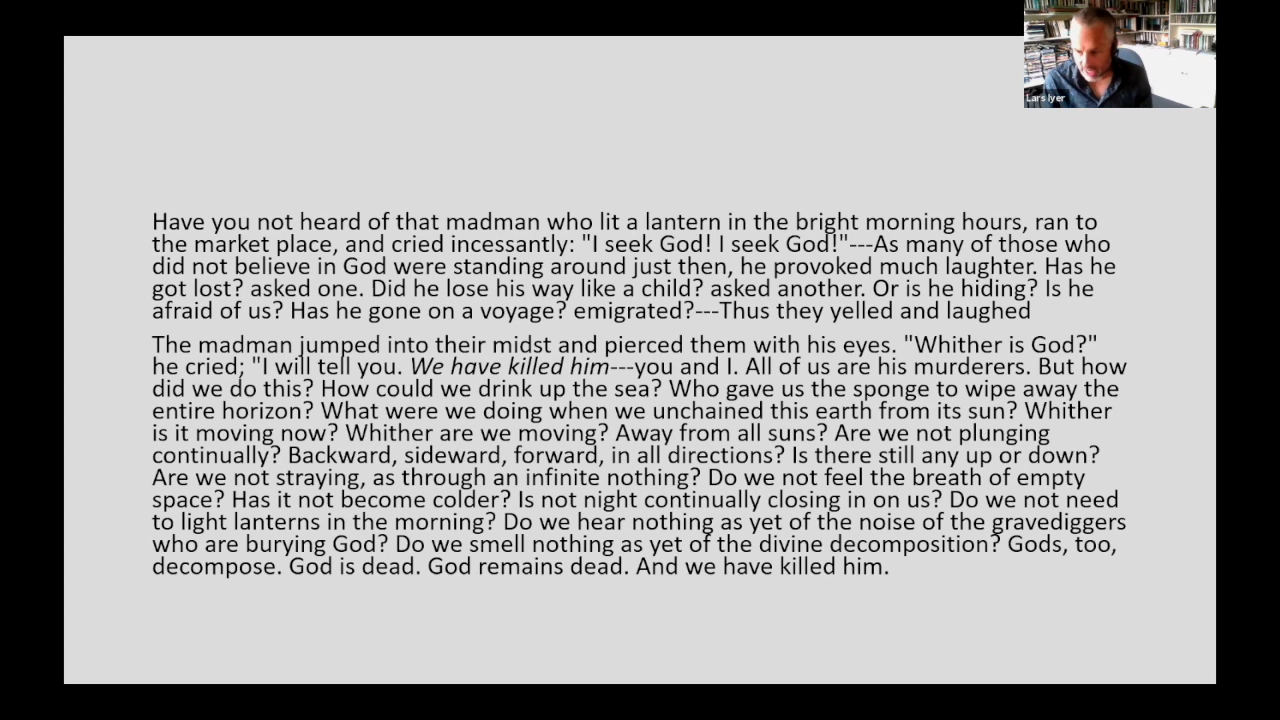 Lars Iyer
Have you not heard of that madman who lit a lantern in the bright morning hours, ran to
the market place, and cried incessantly: "I seek God! I seek God!"---As many of those who
did not believe in God were standing around just then, he provoked much laughter. Has he
got lost? asked one. Did he lose his way like a child? asked another. Or is he hiding? Is he
afraid of us? Has he gone on a voyage? emigrated?---Thus they yelled and laughed
The madman jumped into their midst and pierced them with his eyes. "Whither is God?"
he cried; "I will tell you. We have killed him---you and I. All of us are his murderers. But how
did we do this? How could we drink up the sea? Who gave us the sponge to wipe away the
entire horizon? What were we doing when we unchained this earth from its sun? Whither
is it moving now? Whither are we moving? Away from all suns? Are we not plunging
continually? Backward, sideward, forward, in all directions? Is there still any up or down?
Are we not straying, as through an infinite nothing? Do we not feel the breath of empty
space? Has it not become colder? Is not night continually closing in on us? Do we not need
to light lanterns in the morning? Do we hear nothing as yet of the noise of the gravediggers
who are burying God? Do we smell nothing as yet of the divine decomposition? Gods, too,
decompose. God is dead. God remains dead. And we have killed him.